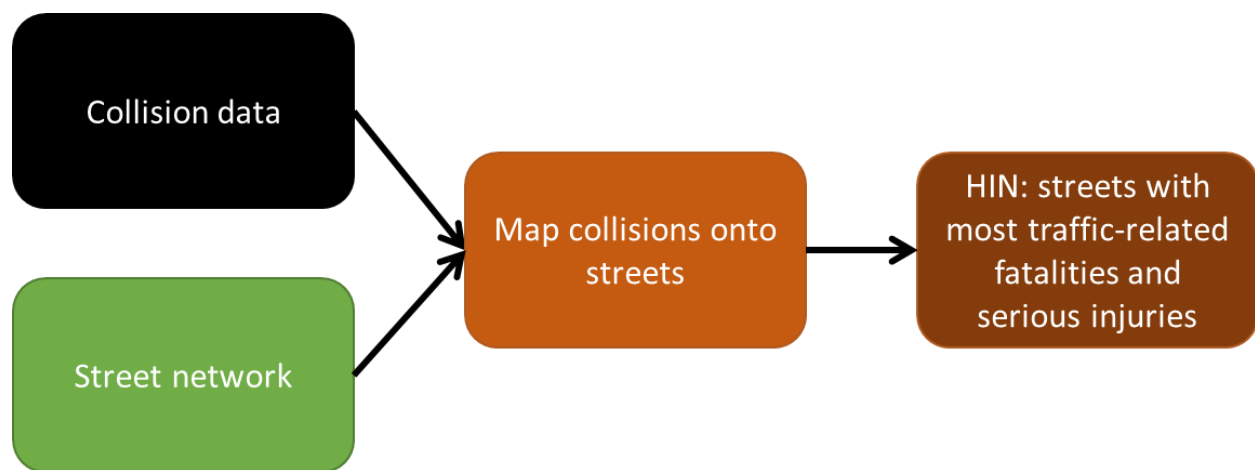 Collision data
Street network
Map collisions onto
streets
HIN: streets with
most traffic-related
fatalities and
serious injuries